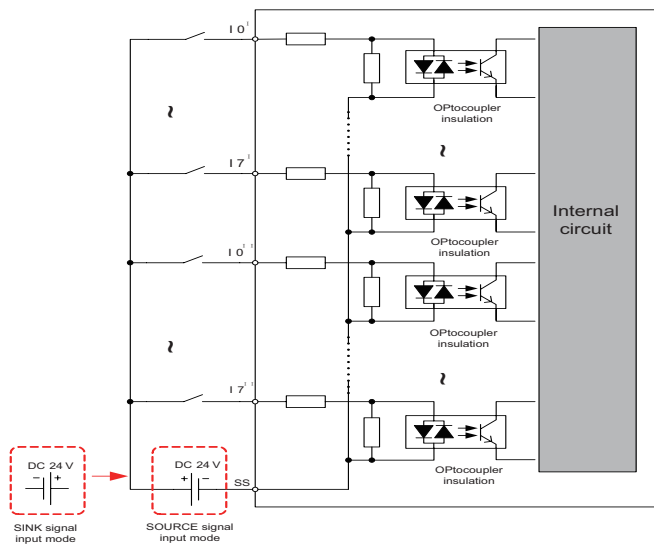 I 0 I
OPtocoupler
insulation
I 7 I
OPtocoupler
insulation
Internal
circuit
I 0 I I
OPtocoupler
insulation
I 7 I I
OPtocoupler
insulation
DC 24 V
- +
SINK signal
input mode
DC 24 V
+ -
SOURCE signal
input mode
SS